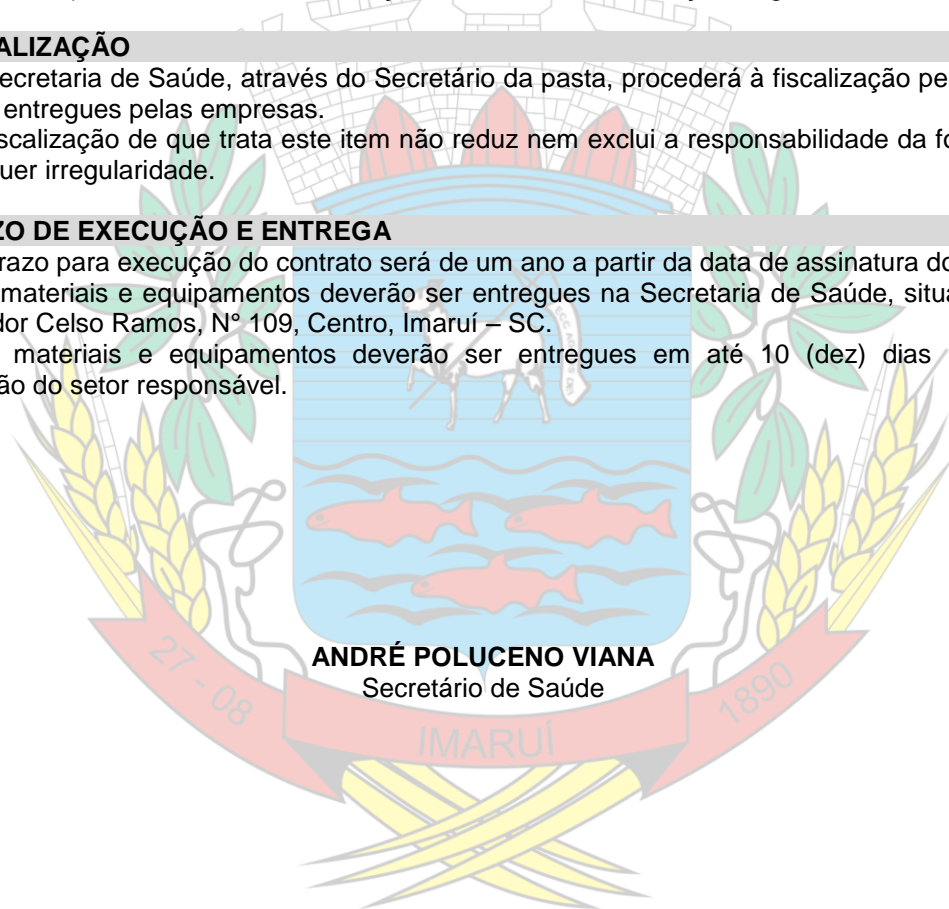 ALIZAÇÃO
ecretaria de Saúde, através do Secretário da pasta, procederá à fiscalização pe
entregues pelas empresas.
scalização de que trata este item não reduz nem exclui a responsabilidade da fo
uer irregularidade.
ZO DE EXECUÇÃO E ENTREGA
razo para execução do contrato será de um ano a partir da data de assinatura do
materiais e equipamentos deverão ser entregues na Secretaria de Saúde, situa
dor Celso Ramos, Nº 109, Centro, Imaruí – SC.
materiais e equipamentos deverão ser entregues em até 10 (dez) dias
ão do setor responsável.
ANDRÉ POLUCENO VIANA
Secretário de Saúde
27 - 08
IMARUÍ
1890